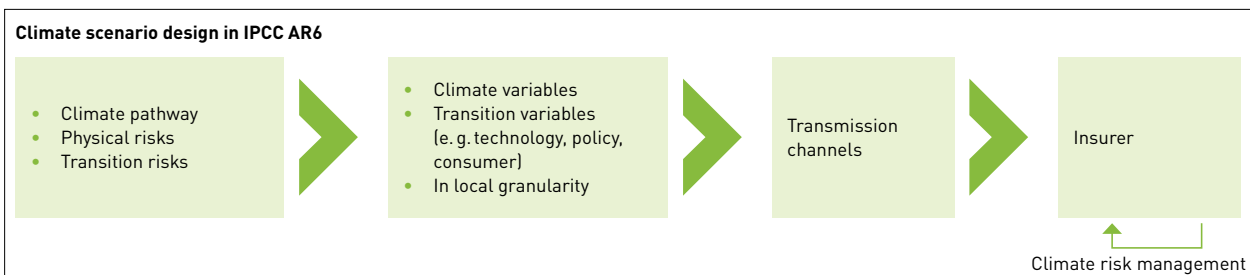 Climate scenario design in IPCC AR6
• Climate pathway
• Physical risks
• Transition risks
• Climate variables
• Transition variables
(e. g. technology, policy,
consumer)
• In local granularity
Transmission
channels
Insurer
Climate risk management